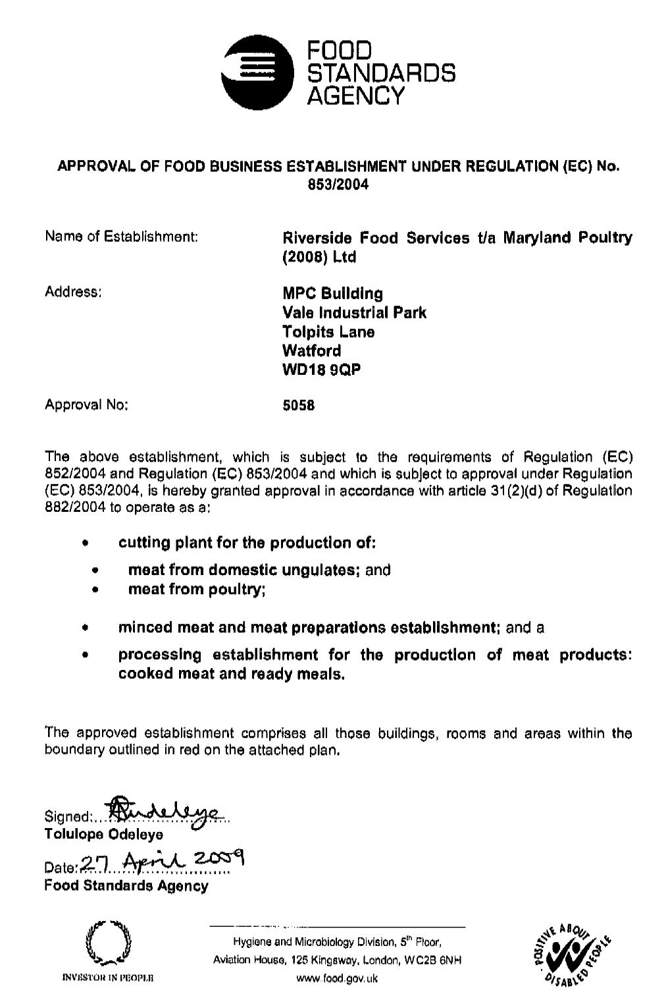 FOOD
STANDARDS
AGENCY
APPROVAL OF FOOD BUSINESS ESTABLISHMENT UNDER REGULATION (EC) No.
853/2004
Name of Establishment: Riverside Food Services t/a Maryland Poultry
(2008) Ltd
Address: MPC Building
Vale Industrial Park
Tolpits Lane
Watford
WD18 9QP
Approval No: 5058
The above establishment, which is subject to the requirements of Regulation (EC)
852/2004 and Regulation (EC) 853/2004 and which is subject to approval under Regulation
(EC) 853/2004, is hereby granted approval in accordance with article 31(2)(d) of Regulation
882/2004 to operate as a:
• cutting plant for the production of:
• meat from domestic ungulates; and
• meat from poultry;
• minced meat and meat preparations establishment; and a
• processing establishment for the production of meat products:
cooked meat and ready meals.
The approved establishment comprises all those buildings, rooms and areas within the
boundary outlined in red on the attached plan.
Signed: AOdeleye
Tolulope Odeleye
Date: 27 April 2009
Food Standards Agency
INVESTOR IN PEOPLE
Hygiene and Microbiology Division, 5th Floor,
Aviation House, 125 Kingsway, London, WC2B 6NH
www.food.gov.uk
POSITIVE ABOUT DISABLED PEOPLE